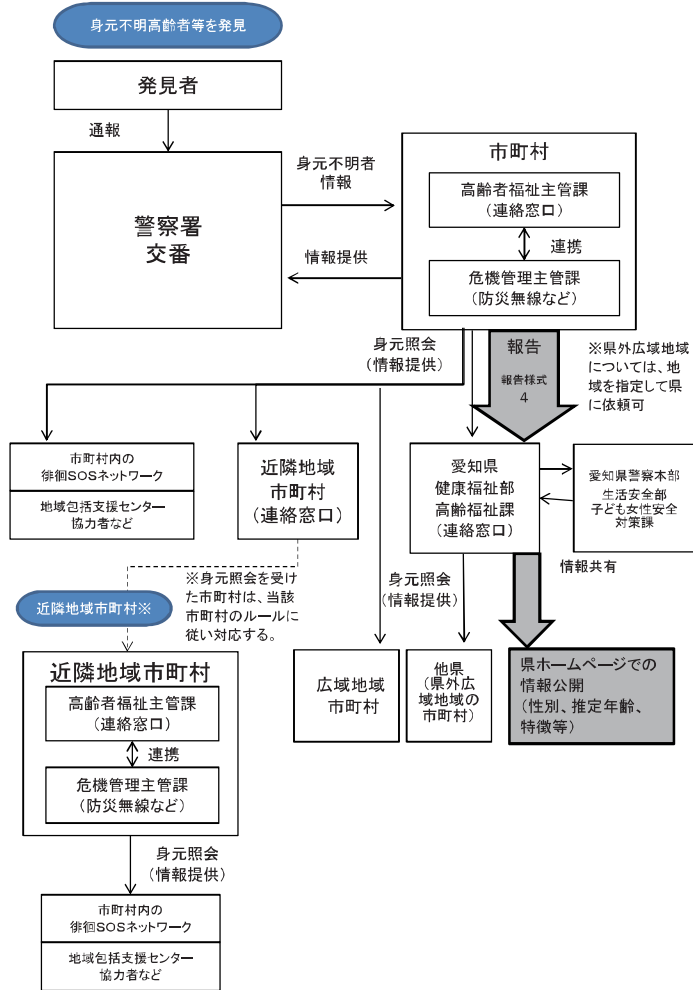 身元不明高齢者等を発見
発見者
通報
警察署
交番
身元不明者
情報
情報提供
市町村
高齢者福祉主管課
(連絡窓口)
連携
危機管理主管課
(防災無線など)
身元照会
(情報提供)
報告
報告様式
4
※県外広域地域
については、地
域を指定して県
に依頼可
市町村内の
徘徊SOSネットワーク
地域包括支援センター
協力者など
近隣地域
市町村
(連絡窓口)
愛知県
健康福祉部
高齢福祉課
(連絡窓口)
愛知県警察本部
生活安全部
子ども女性安全
対策課
情報共有
※身元照会を受け
た市町村は、当該
市町村のルールに
従い対応する。
身元照会
(情報提供)
近隣地域市町村※
近隣地域市町村
高齢者福祉主管課
(連絡窓口)
連携
危機管理主管課
(防災無線など)
広域地域
市町村
他県
(県外広
域地域の
市町村)
県ホームページでの
情報公開
(性別、推定年齢、
特徴等)
身元照会
(情報提供)
市町村内の
徘徊SOSネットワーク
地域包括支援センター
協力者など